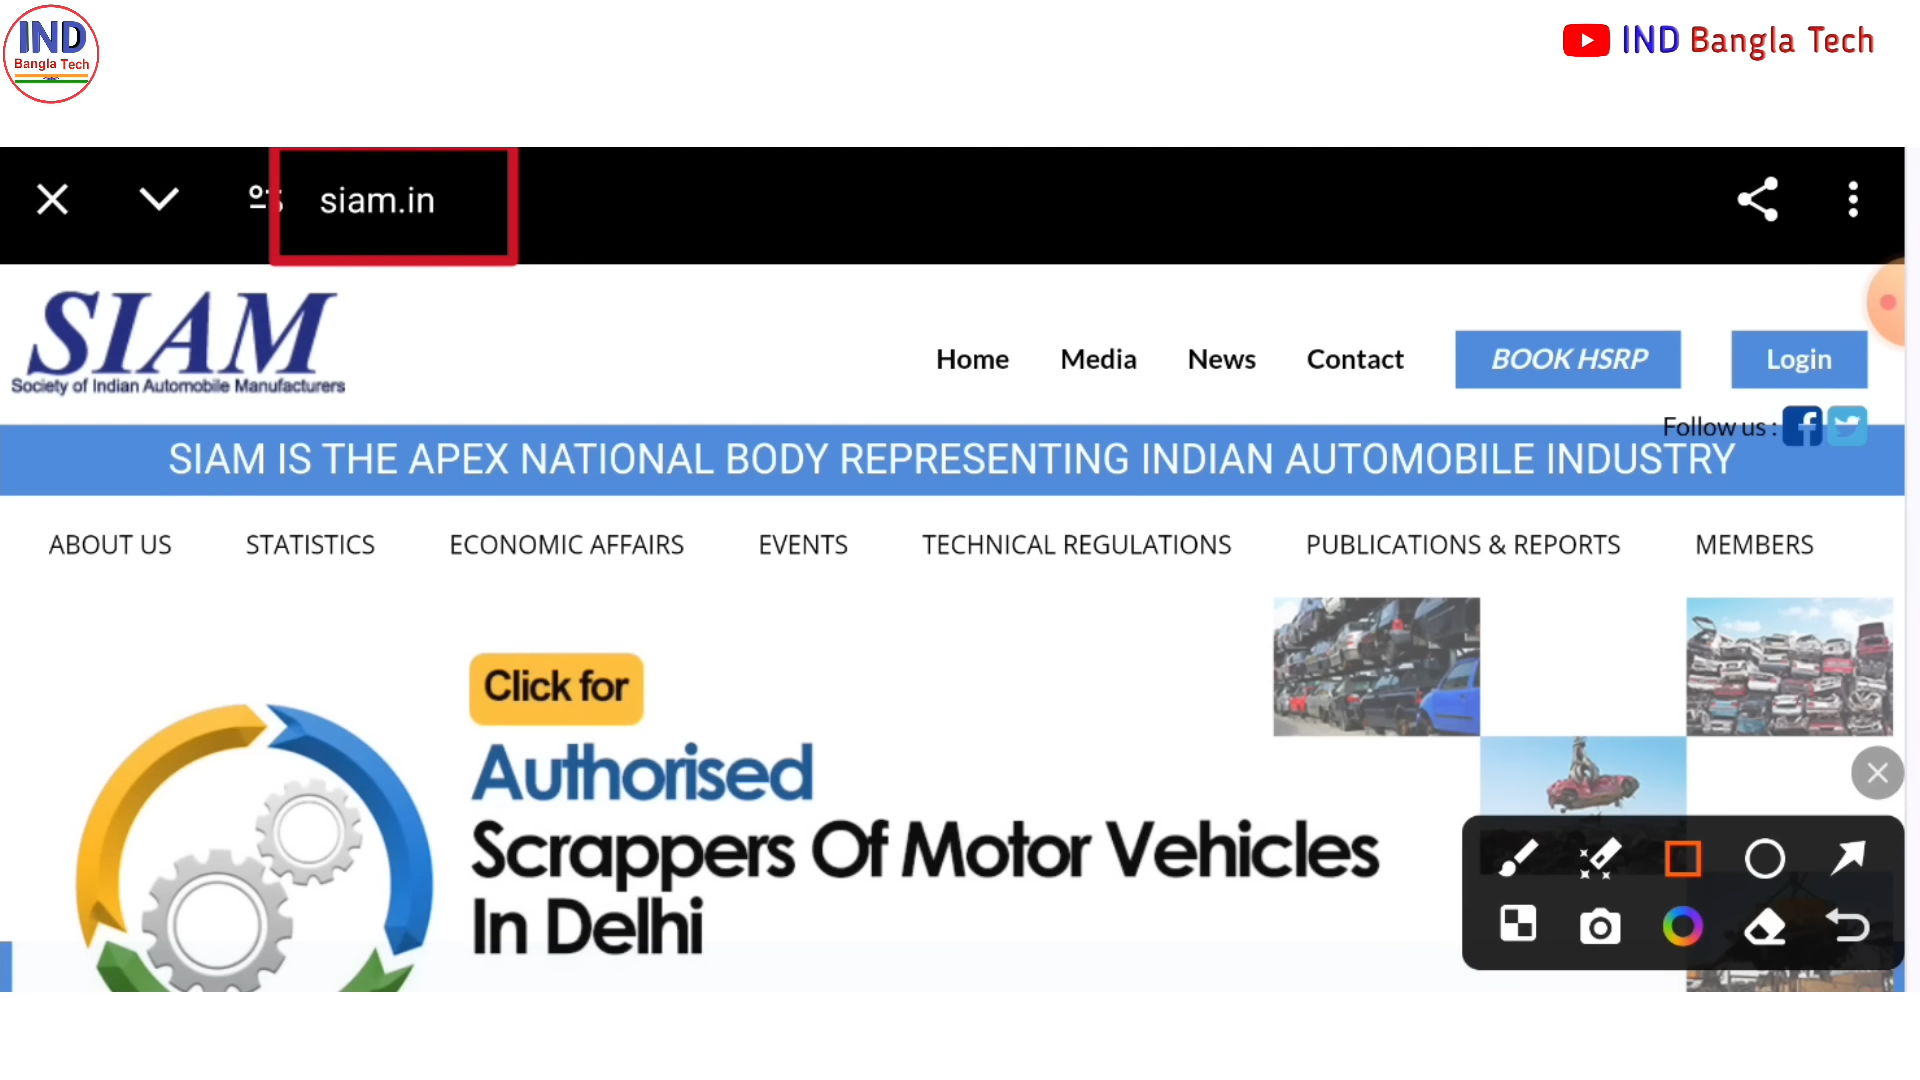 IND
Bangla Tech
IND Bangla Tech
siam.in
SIAM
Society of Indian Automobile Manufacturers
Home Media News Contact BOOK HSRP Login
Follow us :
SIAM IS THE APEX NATIONAL BODY REPRESENTING INDIAN AUTOMOBILE INDUSTRY
ABOUT US STATISTICS ECONOMIC AFFAIRS EVENTS TECHNICAL REGULATIONS PUBLICATIONS & REPORTS MEMBERS
Click for
Authorised
Scrappers Of Motor Vehicles
In Delhi